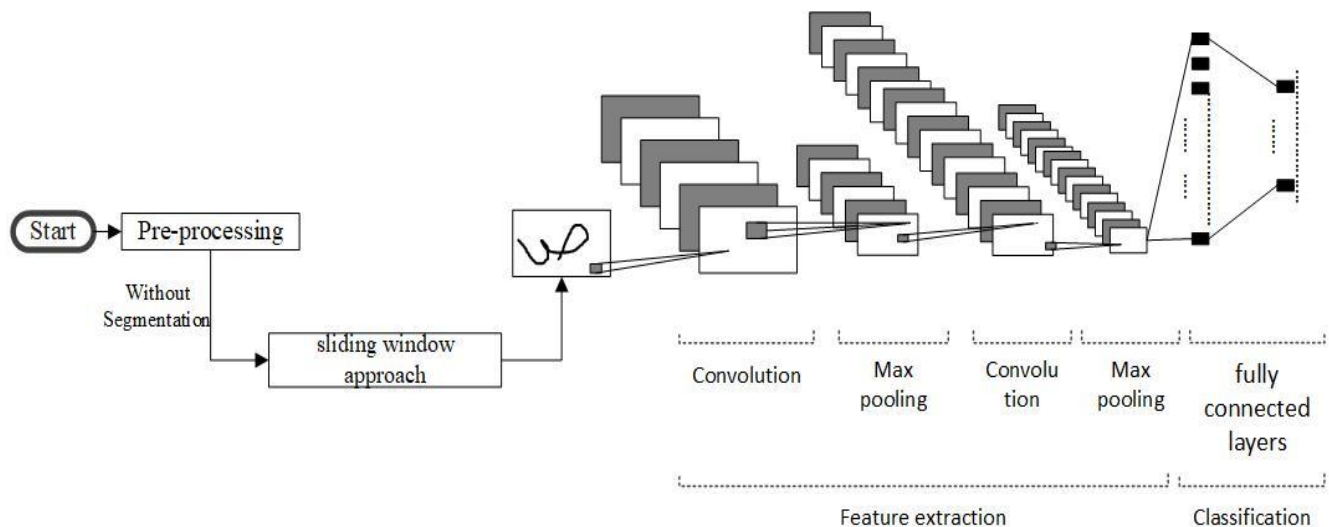 Start
Pre-processing
Without
Segmentation
sliding window
approach
Convolution
Max
pooling
Convolu
tion
Max
pooling
fully
connected
layers
Feature extraction
Classification